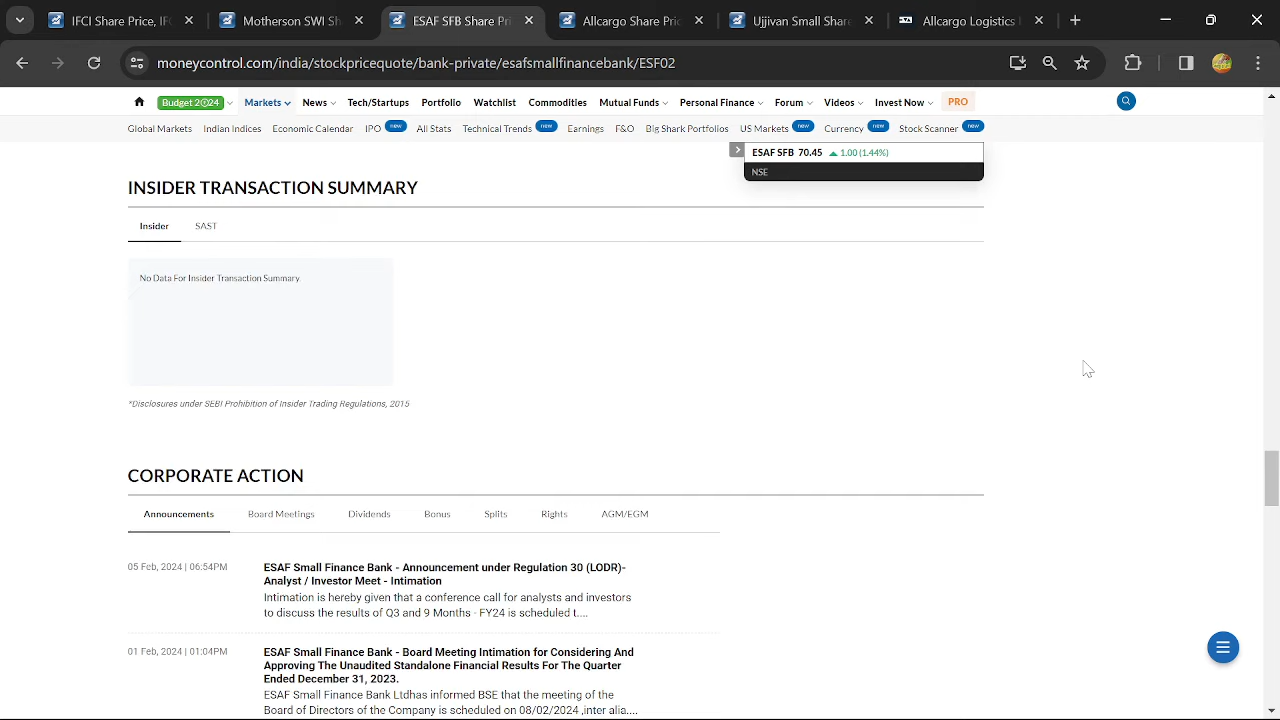 IFCI Share Price, IFC
Motherson SWI Sh
ESAF SFB Share Pri
Allcargo Share Pric
Ujjivan Small Share
Allcargo Logistics
moneycontrol.com/india/stockpricequote/bank-private/esafsmallfinancebank/ESF02
Budget 2024 Markets News Tech/Startups Portfolio Watchlist Commodities Mutual Funds Personal Finance Forum Videos Invest Now PRO
Global Markets Indian Indices Economic Calendar IPO new All Stats Technical Trends new Earnings F&O Big Shark Portfolios US Markets new Currency new Stock Scanner new
ESAF SFB 70.45 1.00 (1.44%)
NSE
INSIDER TRANSACTION SUMMARY
Insider SAST
No Data For Insider Transaction Summary
*Disclosures under SEBI Prohibition of Insider Trading Regulations, 2015
CORPORATE ACTION
Announcements Board Meetings Dividends Bonus Splits Rights AGM/EGM
05 Feb, 2024 | 06:54PM
ESAF Small Finance Bank - Announcement under Regulation 30 (LODR)-
Analyst / Investor Meet - Intimation
Intimation is hereby given that a conference call for analysts and investors
to discuss the results of Q3 and 9 Months - FY24 is scheduled t....
01 Feb, 2024 | 01:04PM
ESAF Small Finance Bank - Board Meeting Intimation for Considering And
Approving The Unaudited Standalone Financial Results For The Quarter
Ended December 31, 2023.
ESAF Small Finance Bank Ltdhas informed BSE that the meeting of the
Board of Directors of the Company is scheduled on 08/02/2024 ,inter alia....